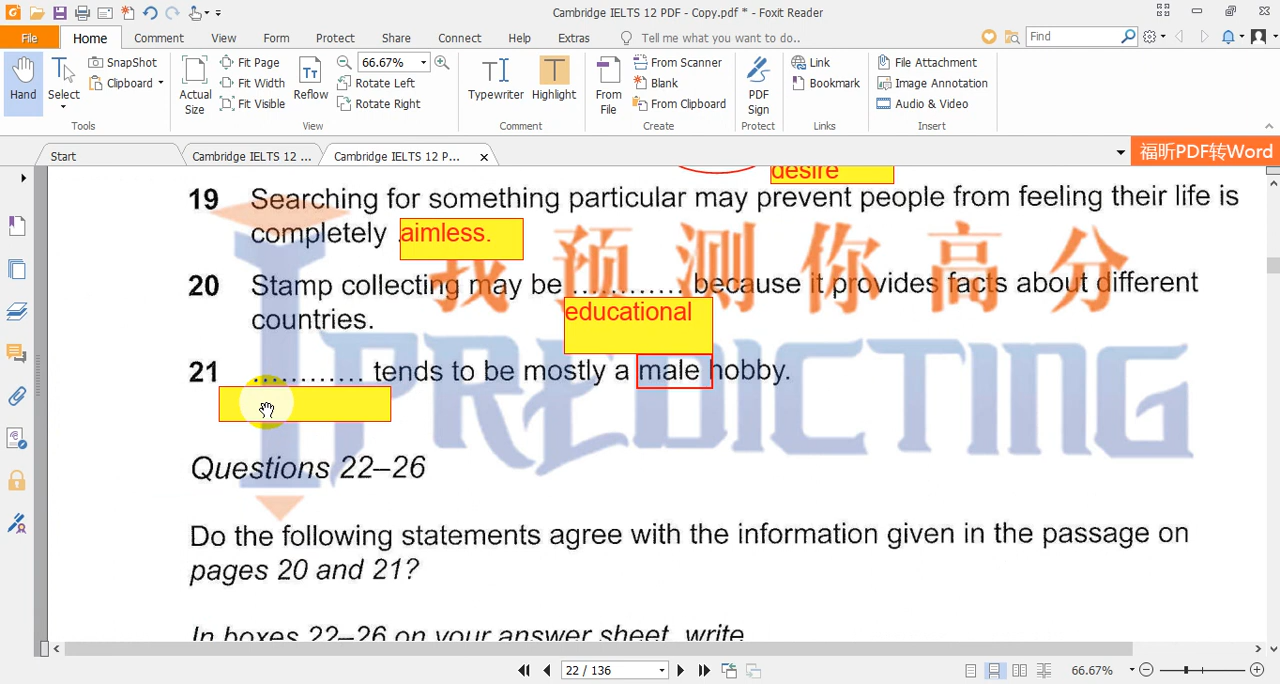 Cambridge IELTS 12 PDF - Copy.pdf * - Foxit Reader
File Home Comment View Form Protect Share Connect Help Extras Tell me what you want to do.. Find
Hand
Select
SnapShot
Clipboard
Tools
Actual Size
Fit Page
Fit Width
Fit Visible
Reflow
66.67%
Rotate Left
Rotate Right
View
Typewriter
Highlight
Comment
From File
From Scanner
Blank
From Clipboard
Create
PDF Sign
Protect
Link
Bookmark
Links
File Attachment
Image Annotation
Audio & Video
Insert
Start
Cambridge IELTS 12 ...
Cambridge IELTS 12 P...
福昕PDF转Word
desire
19 Searching for something particular may prevent people from feeling their life is
completely .aimless.
我预测你高分
20 Stamp collecting may be ............ because it provides facts about different
educational
countries.
21 ............ tends to be mostly a male hobby.
IPREDICTING
Questions 22–26
Do the following statements agree with the information given in the passage on
pages 20 and 21?
In boxes 22–26 on your answer sheet, write
22 / 136
66.67%